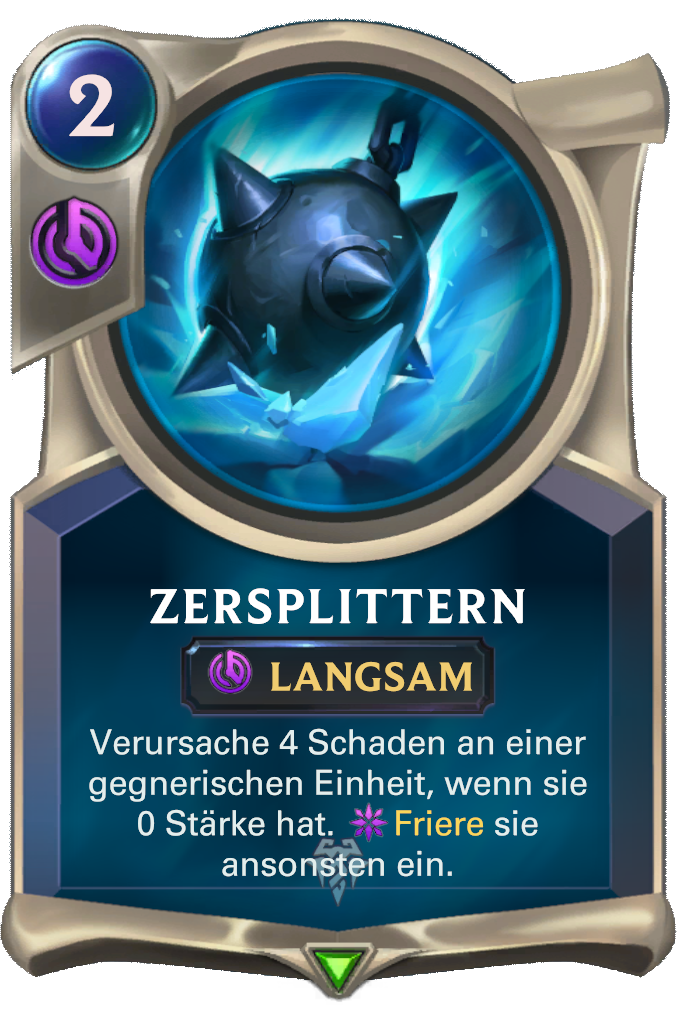 2
ZERSPLITTERN
LANGSAM
Verursache 4 Schaden an einer
gegnerischen Einheit, wenn sie
0 Stärke hat. Friere sie
ansonsten ein.